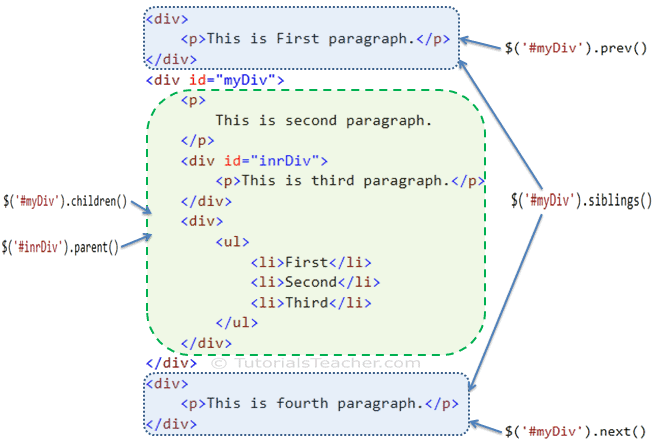 <div>
<p>This is First paragraph.</p>
$('#myDiv').prev()
</div>
<div id="myDiv">
<p>
This is second paragraph.
</p>
<div id="inrDiv">
<p>This is third paragraph.</p>
$('#myDiv').children()
</div>
$('#myDiv').siblings()
<div>
$('#inrDiv').parent()
<ul>
<li>First</li>
<li>Second</li>
<li>Third</li>
</ul>
</div>
</div>
© TutorialsTeacher.com
<div>
<p>This is fourth paragraph.</p>
</div>
$('#myDiv').next()